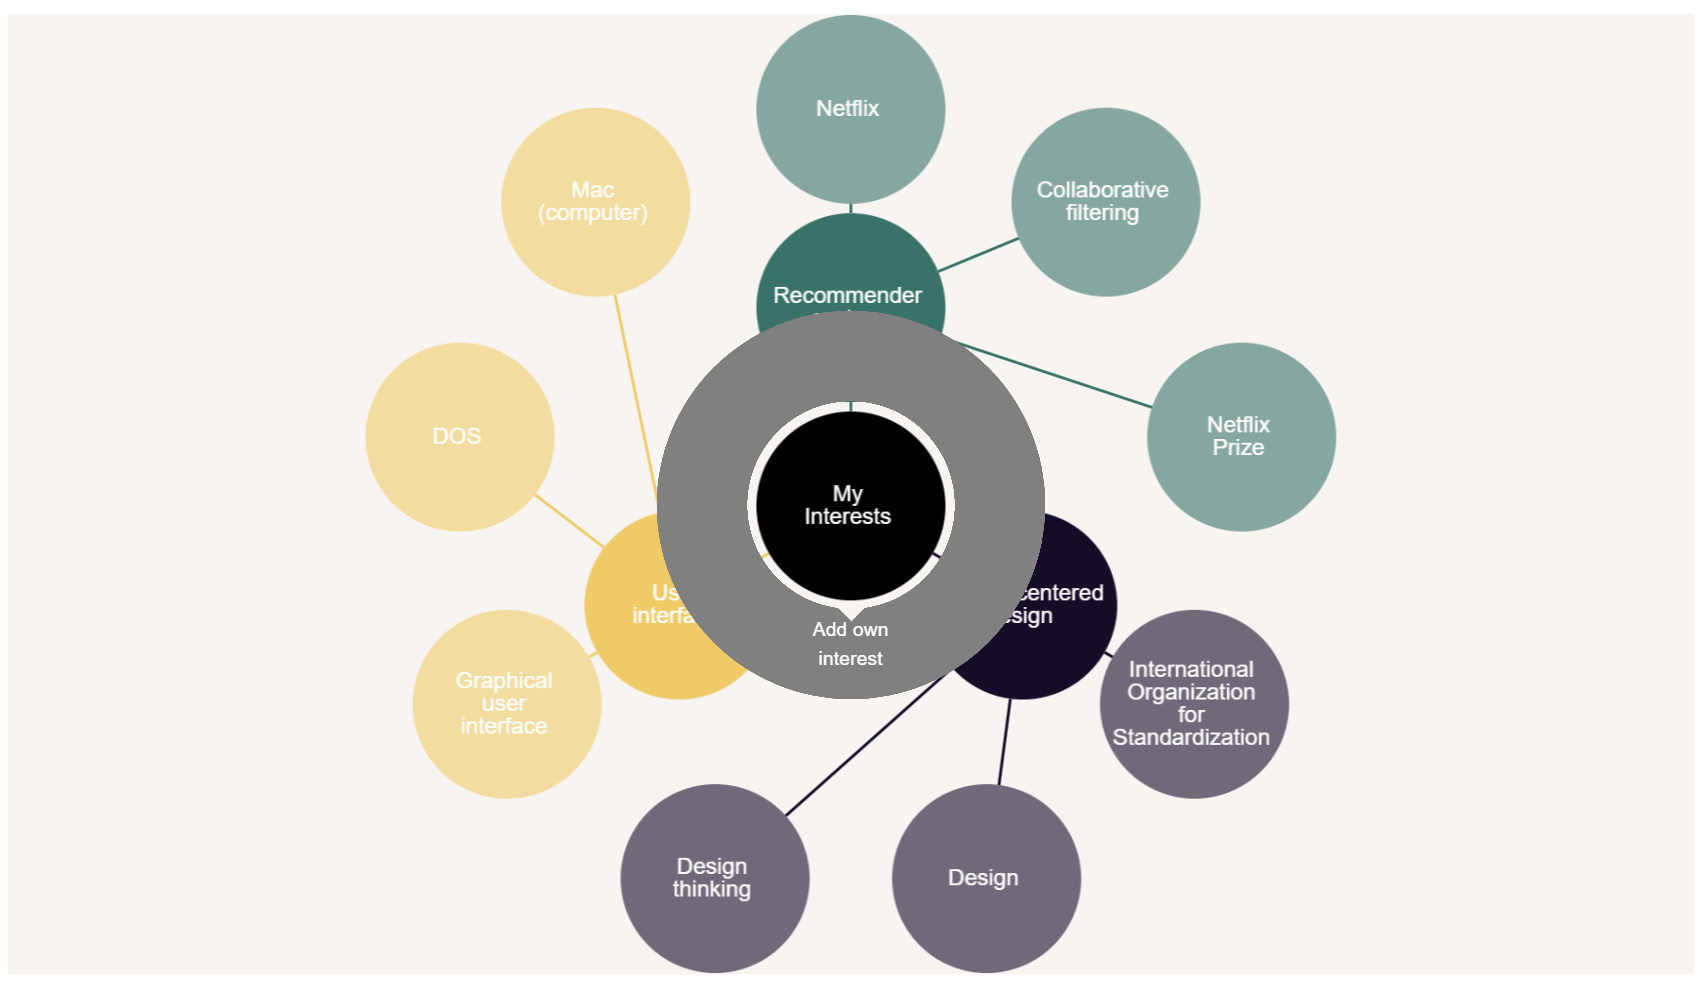 Netflix
Mac
(computer)
Collaborative
filtering
Recommender
DOS
Netflix
Prize
My
Interests
centered
Add own
interest
International
Organization
for
Standardization
Graphical
user
interface
Design
thinking
Design